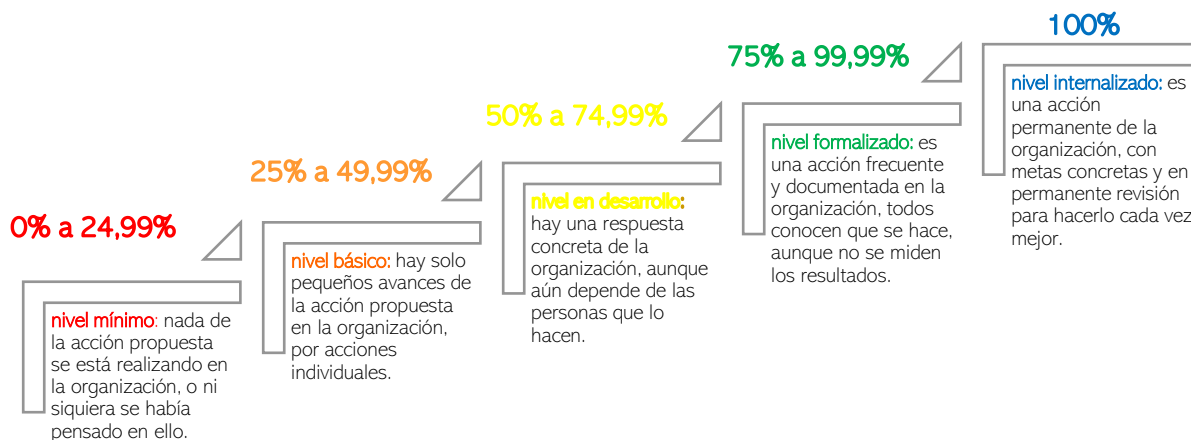 0% a 24,99%
nivel mínimo: nada de
la acción propuesta
se está realizando en
la organización, o ni
siquiera se había
pensado en ello.
25% a 49,99%
nivel básico: hay solo
pequeños avances de
la acción propuesta
en la organización,
por acciones
individuales.
50% a 74,99%
nivel en desarrollo:
hay una respuesta
concreta de la
organización, aunque
aún depende de las
personas que lo
hacen.
75% a 99,99%
nivel formalizado: es
una acción frecuente
y documentada en la
organización, todos
conocen que se hace,
aunque no se miden
los resultados.
100%
nivel internalizado: es
una acción
permanente de la
organización, con
metas concretas y en
permanente revisión
para hacerlo cada vez
mejor.